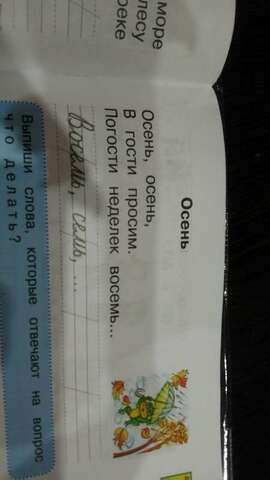 море
лесу
реке
Осень
Осень, осень,
В гости просим.
Погости неделек восемь...
Восемь, семь, ...
Выпиши слова, которые отвечают на вопрос
что делать?